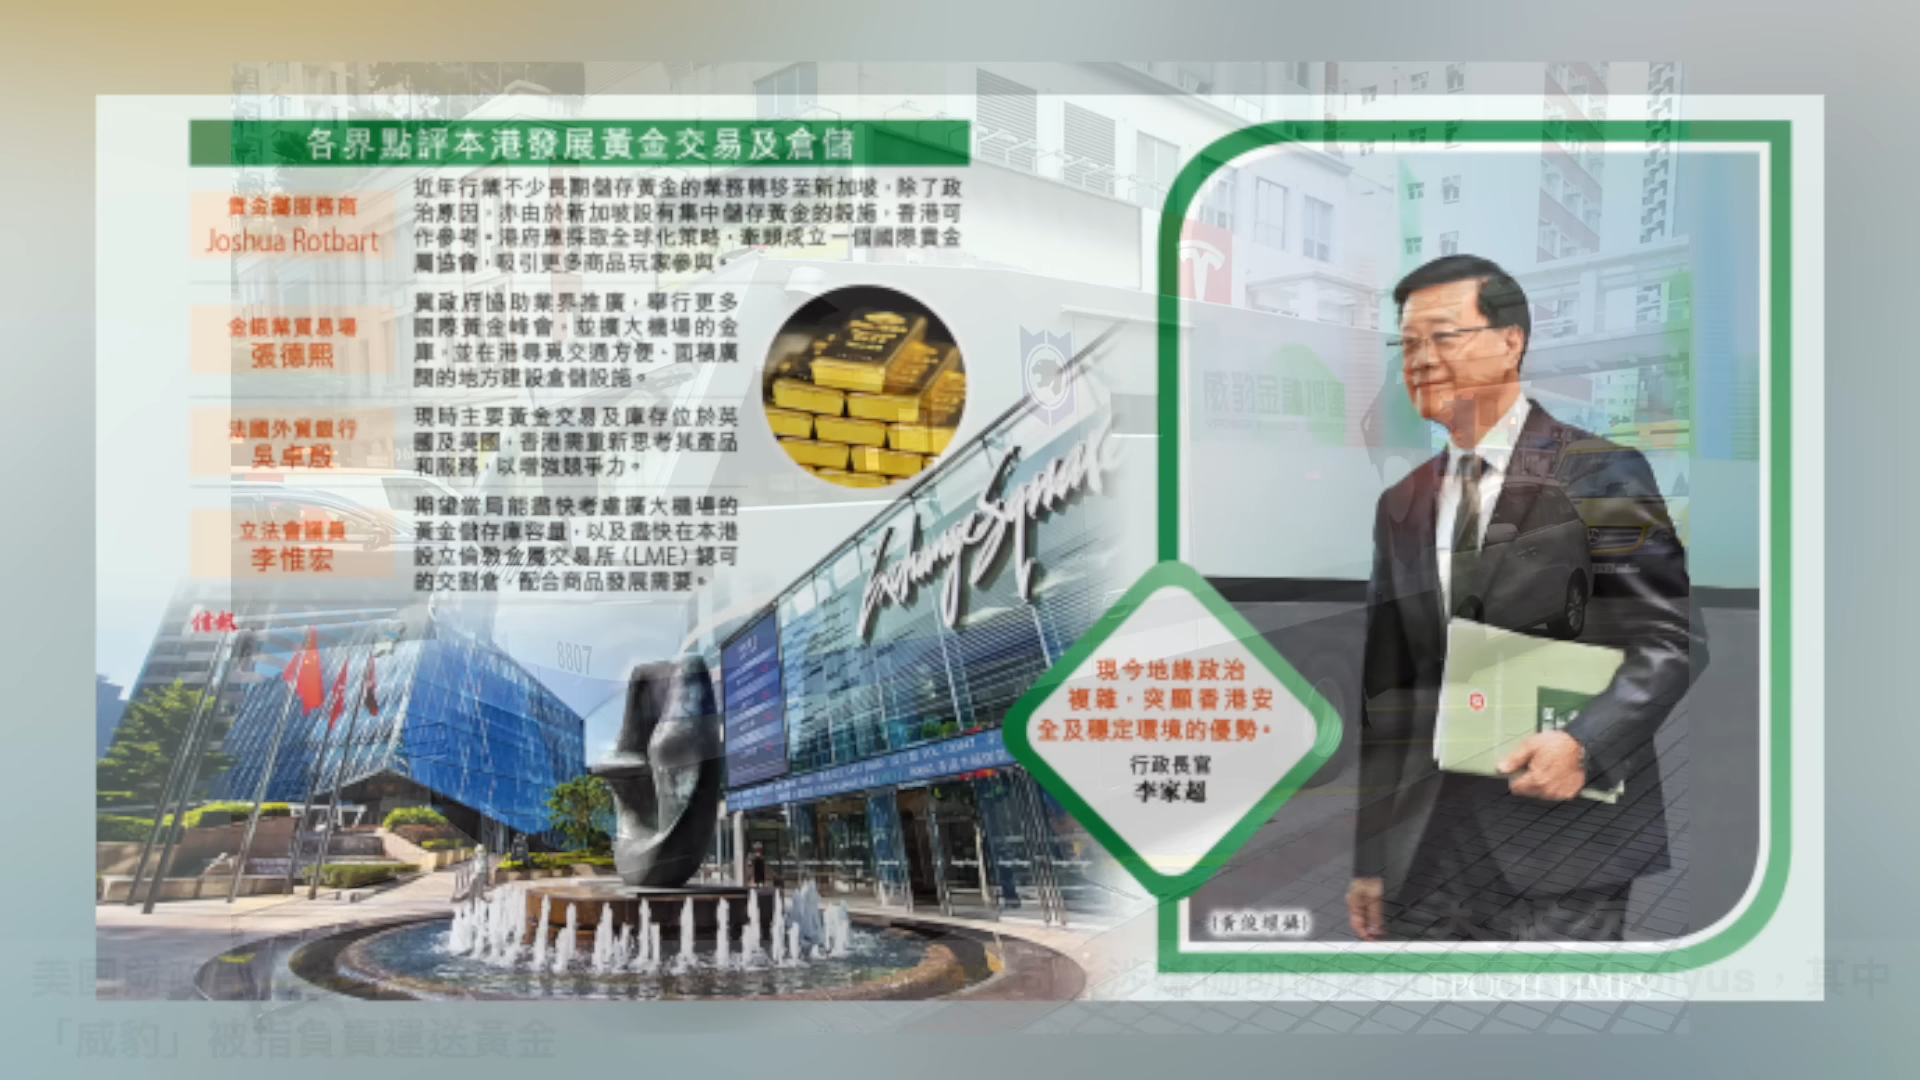 各界點評本港發展黃金交易及倉儲
貴金屬服務商
Joshua Rotbart
近年行業不少長期儲存黃金的業務轉移至新加坡，除了政
治原因，亦由於新加坡設有集中儲存黃金的設施，香港可
作參考。港府應採取全球化策略，牽頭成立一個國際貴金
屬協會，吸引更多商品玩家參與。
金銀業貿易場
張德熙
冀政府協助業界推廣，舉行更多
國際黃金峰會，並擴大機場的金
庫，並在港尋覓交通方便、面積廣
闊的地方建設倉儲設施。
法國外貿銀行
吳卓殷
現時主要黃金交易及庫存位於英
國及美國，香港需重新思考其產品
和服務，以增強競爭力。
立法會議員
李惟宏
期望當局能盡快考慮擴大機場的
黃金儲存庫容量，以及盡快在本港
設立倫敦金屬交易所（LME）認可
的交割倉，配合商品發展需要。
信報
Exchange Square
8807
現今地緣政治
複雜，突顯香港安
全及穩定環境的優勢。
行政長官
李家超
（黃俊耀攝）
EPOCH TIMES
，其中
「威豹」被指負責運送黃金